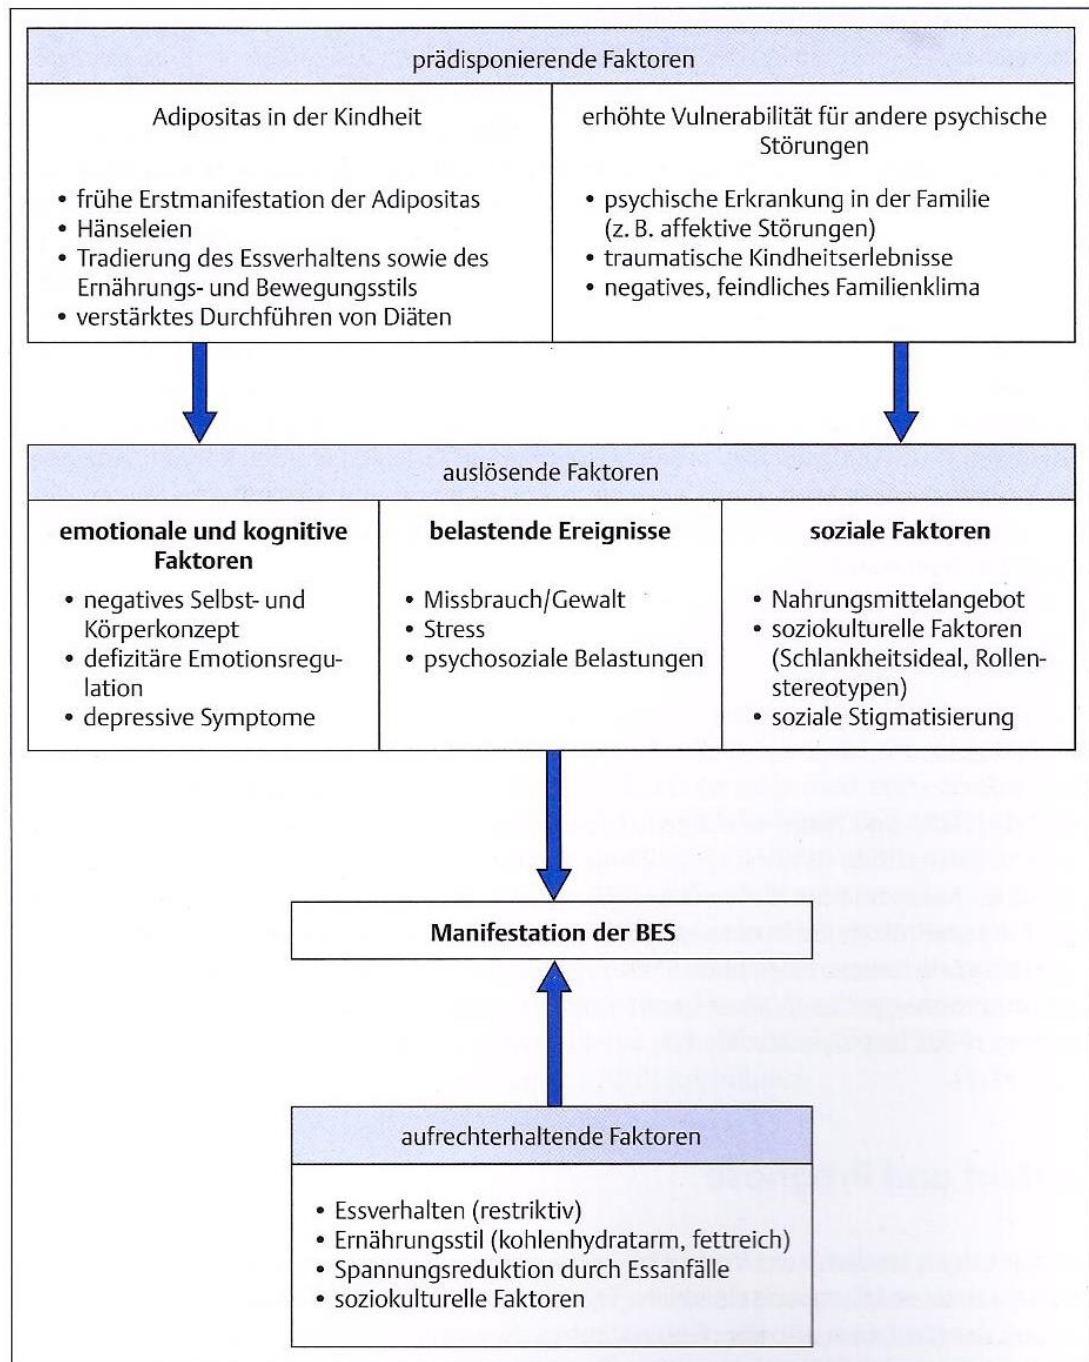 prädisponierende Faktoren
Adipositas in der Kindheit
• frühe Erstmanifestation der Adipositas
• Hänseleien
• Tradierung des Essverhaltens sowie des
Ernährungs- und Bewegungsstils
• verstärktes Durchführen von Diäten
erhöhte Vulnerabilität für andere psychische
Störungen
• psychische Erkrankung in der Familie
(z. B. affektive Störungen)
• traumatische Kindheitserlebnisse
• negatives, feindliches Familienklima
auslösende Faktoren
emotionale und kognitive
Faktoren
• negatives Selbst- und
Körperkonzept
• defizitäre Emotionsregu-
lation
• depressive Symptome
belastende Ereignisse
• Missbrauch/Gewalt
• Stress
• psychosoziale Belastungen
soziale Faktoren
• Nahrungsmittelangebot
• soziokulturelle Faktoren
(Schlankheitsideal, Rollen-
stereotypen)
• soziale Stigmatisierung
Manifestation der BES
aufrechterhaltende Faktoren
• Essverhalten (restriktiv)
• Ernährungsstil (kohlenhydratarm, fettreich)
• Spannungsreduktion durch Essanfälle
• soziokulturelle Faktoren